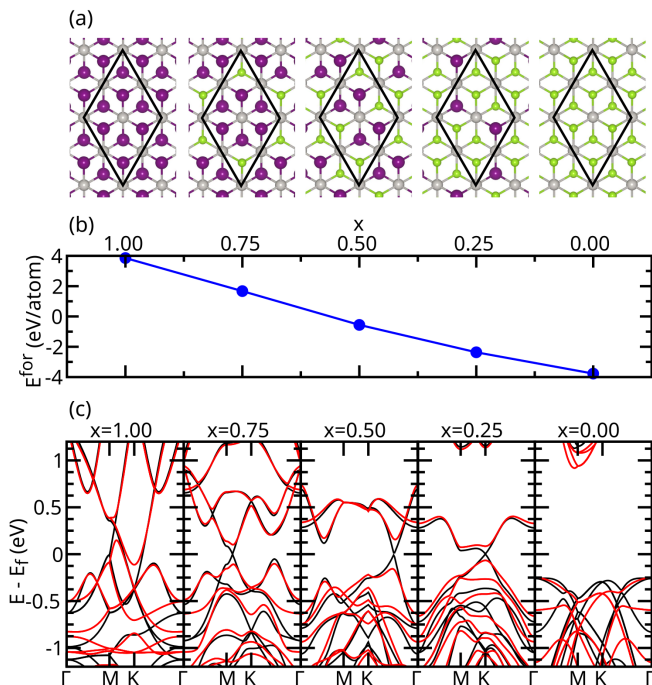 (a)
(b)
x
1.00 0.75 0.50 0.25 0.00
4
2
0
-2
-4
E^for (eV/atom)
(c)
x=1.00 x=0.75 x=0.50 x=0.25 x=0.00
1
0.5
0
-0.5
-1
E - E_f (eV)
Γ M K Γ M K Γ M K Γ M K Γ M K Γ